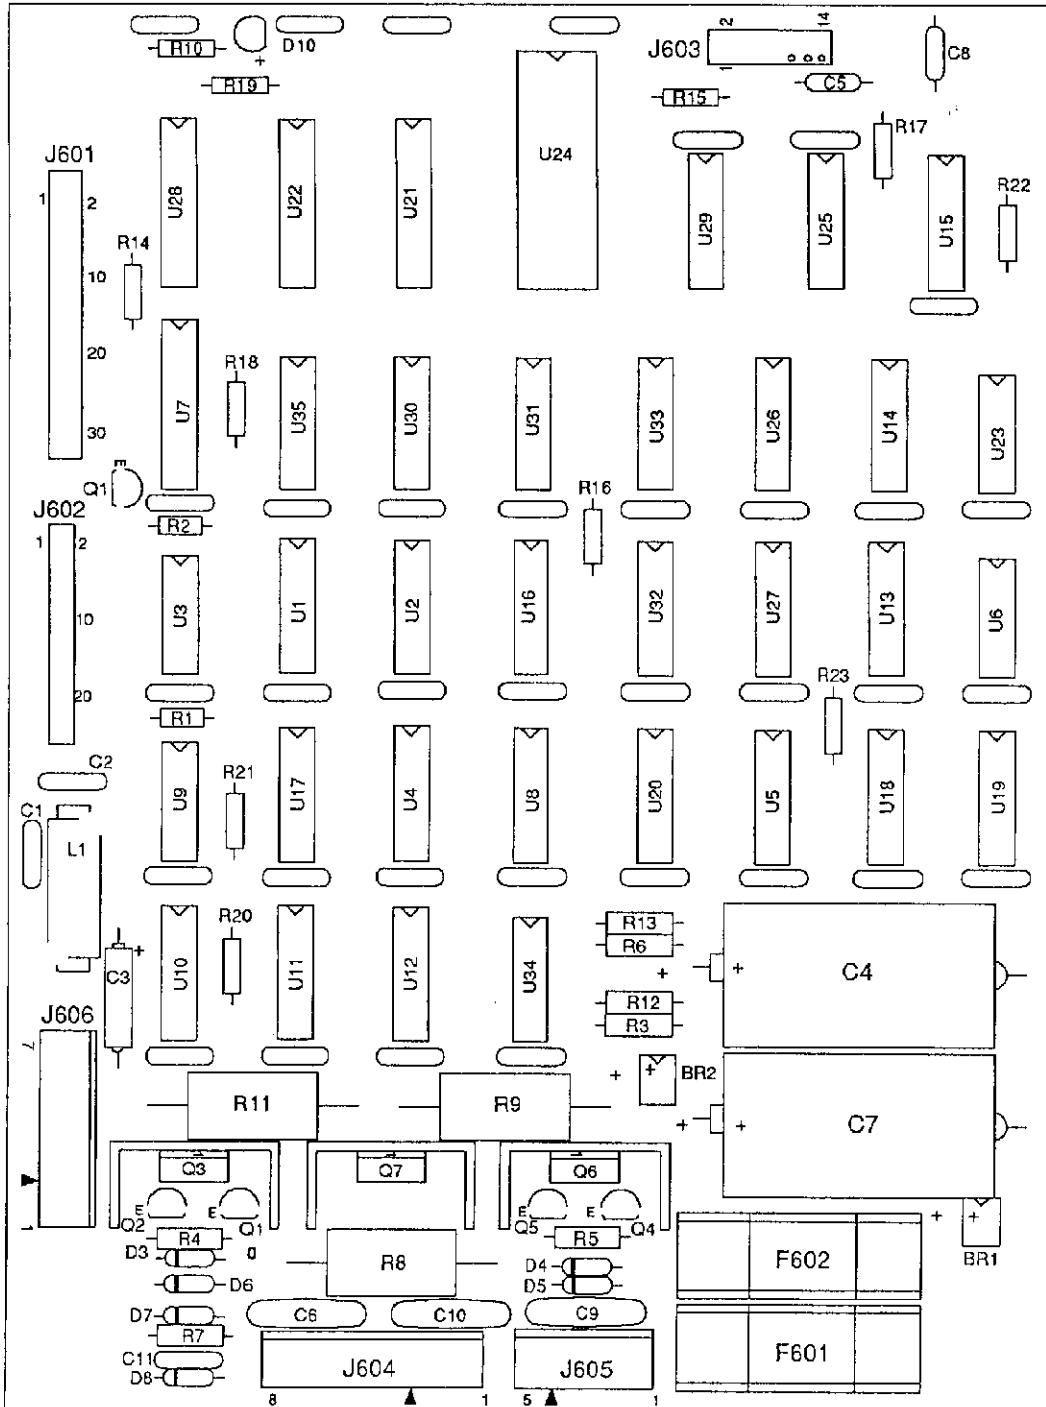 R10
D10
+
R19
J603
2
14
1
C5
C8
R15
R17
R22
J601
1
2
10
20
30
R14
U28
U22
U21
U24
U29
U25
U15
U7
R18
U35
U30
U31
U33
U26
U14
U23
E
Q1
R2
R16
J602
1
2
10
20
U3
U1
U2
U16
U32
U27
U13
U6
R1
R23
C2
C1
L1
U9
R21
U17
U4
U8
U20
U5
U18
U19
C3
+
U10
R20
U11
U12
U34
R13
R6
+
R12
R3
+
C4
J606
7
1
R11
R9
+
+
BR2
+
+
C7
Q3
Q7
Q6
E
Q2
E
Q1
0
E
Q5
E
Q4
R4
D3
D6
D7
R7
C11
D8
R8
R5
D4
D5
C6
C10
C9
+
+
BR1
F602
F601
J604
8
1
J605
5
1